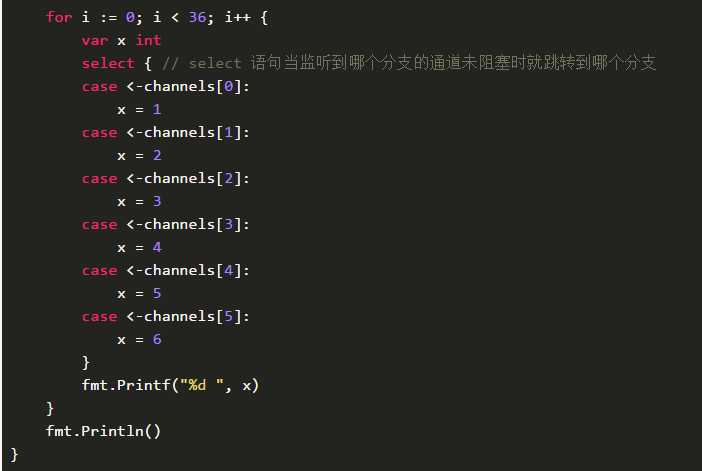 for i := 0; i < 36; i++ {
var x int
select { // select 语句当监听到哪个分支的通道未阻塞时就跳转到哪个分支
case <-channels[0]:
x = 1
case <-channels[1]:
x = 2
case <-channels[2]:
x = 3
case <-channels[3]:
x = 4
case <-channels[4]:
x = 5
case <-channels[5]:
x = 6
}
fmt.Printf("%d ", x)
}
fmt.Println()
}